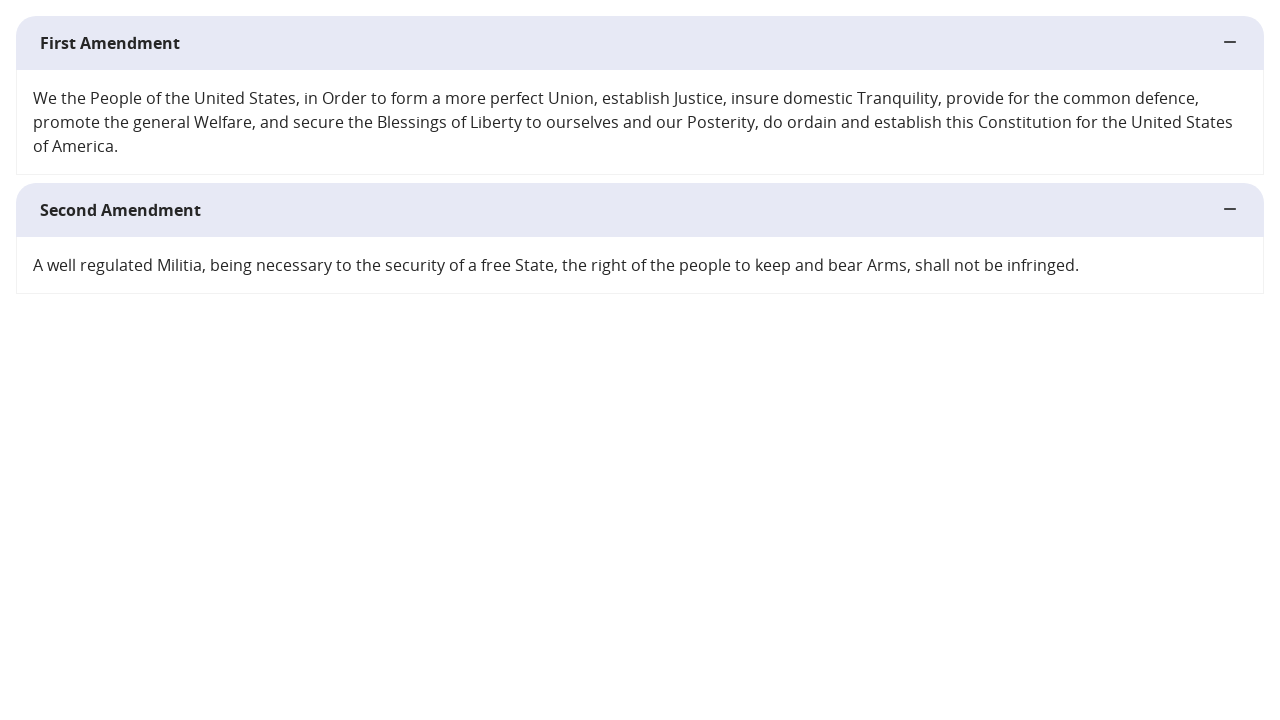 First Amendment
We the People of the United States, in Order to form a more perfect Union, establish Justice, insure domestic Tranquility, provide for the common defence,
promote the general Welfare, and secure the Blessings of Liberty to ourselves and our Posterity, do ordain and establish this Constitution for the United States
of America.
Second Amendment
A well regulated Militia, being necessary to the security of a free State, the right of the people to keep and bear Arms, shall not be infringed.